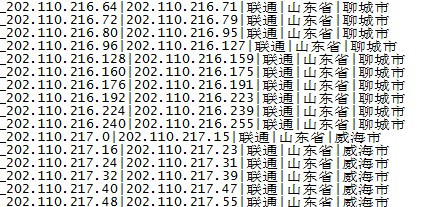 _202.110.216.64|202.110.216.71|联通|山东省|聊城市
_202.110.216.72|202.110.216.79|联通|山东省|聊城市
_202.110.216.80|202.110.216.95|联通|山东省|聊城市
_202.110.216.96|202.110.216.127|联通|山东省|聊城市
_202.110.216.128|202.110.216.159|联通|山东省|聊城市
_202.110.216.160|202.110.216.175|联通|山东省|聊城市
_202.110.216.176|202.110.216.191|联通|山东省|聊城市
_202.110.216.192|202.110.216.223|联通|山东省|聊城市
_202.110.216.224|202.110.216.239|联通|山东省|聊城市
_202.110.216.240|202.110.216.255|联通|山东省|聊城市
_202.110.217.0|202.110.217.15|联通|山东省|威海市
_202.110.217.16|202.110.217.23|联通|山东省|威海市
_202.110.217.24|202.110.217.31|联通|山东省|威海市
_202.110.217.32|202.110.217.39|联通|山东省|威海市
_202.110.217.40|202.110.217.47|联通|山东省|威海市
_202.110.217.48|202.110.217.55|联通|山东省|威海市